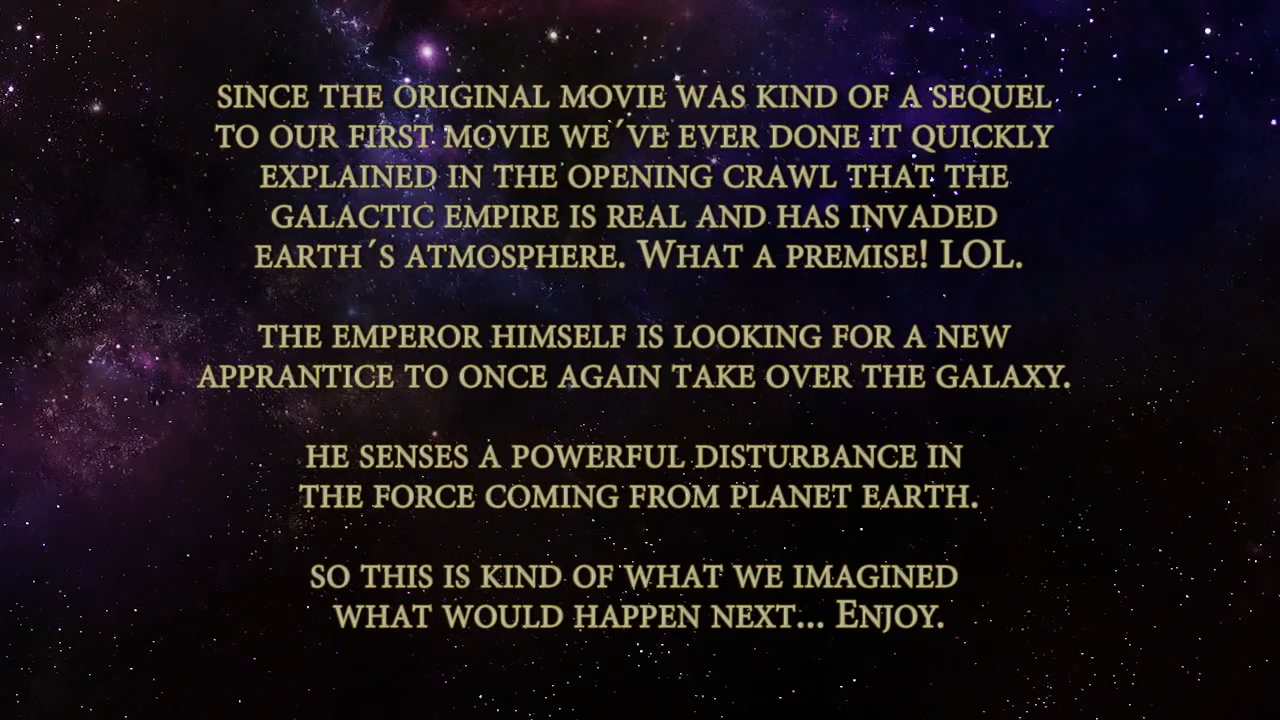 SINCE THE ORIGINAL MOVIE WAS KIND OF A SEQUEL
TO OUR FIRST MOVIE WE´VE EVER DONE IT QUICKLY
EXPLAINED IN THE OPENING CRAWL THAT THE
GALACTIC EMPIRE IS REAL AND HAS INVADED
EARTH´S ATMOSPHERE. WHAT A PREMISE! LOL.
THE EMPEROR HIMSELF IS LOOKING FOR A NEW
APPRANTICE TO ONCE AGAIN TAKE OVER THE GALAXY.
HE SENSES A POWERFUL DISTURBANCE IN
THE FORCE COMING FROM PLANET EARTH.
SO THIS IS KIND OF WHAT WE IMAGINED
WHAT WOULD HAPPEN NEXT... ENJOY.